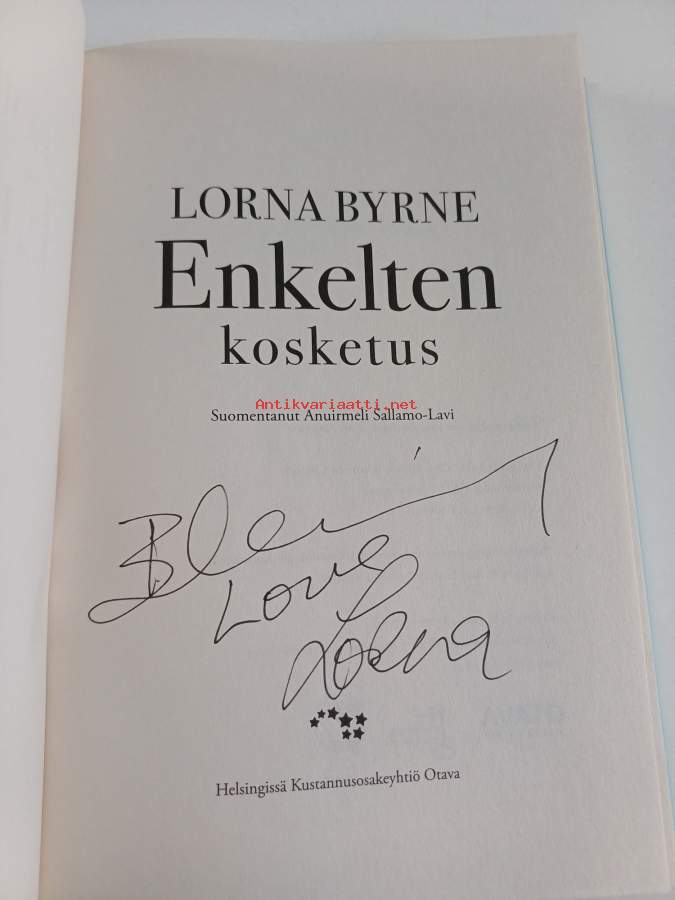 LORNA BYRNE
Enkelten
kosketus
Antikvariaatti.net
Suomentanut Anuirmeli Sallamo-Lavi
Love
Lorna
Helsingissä Kustannusosakeyhtiö Otava